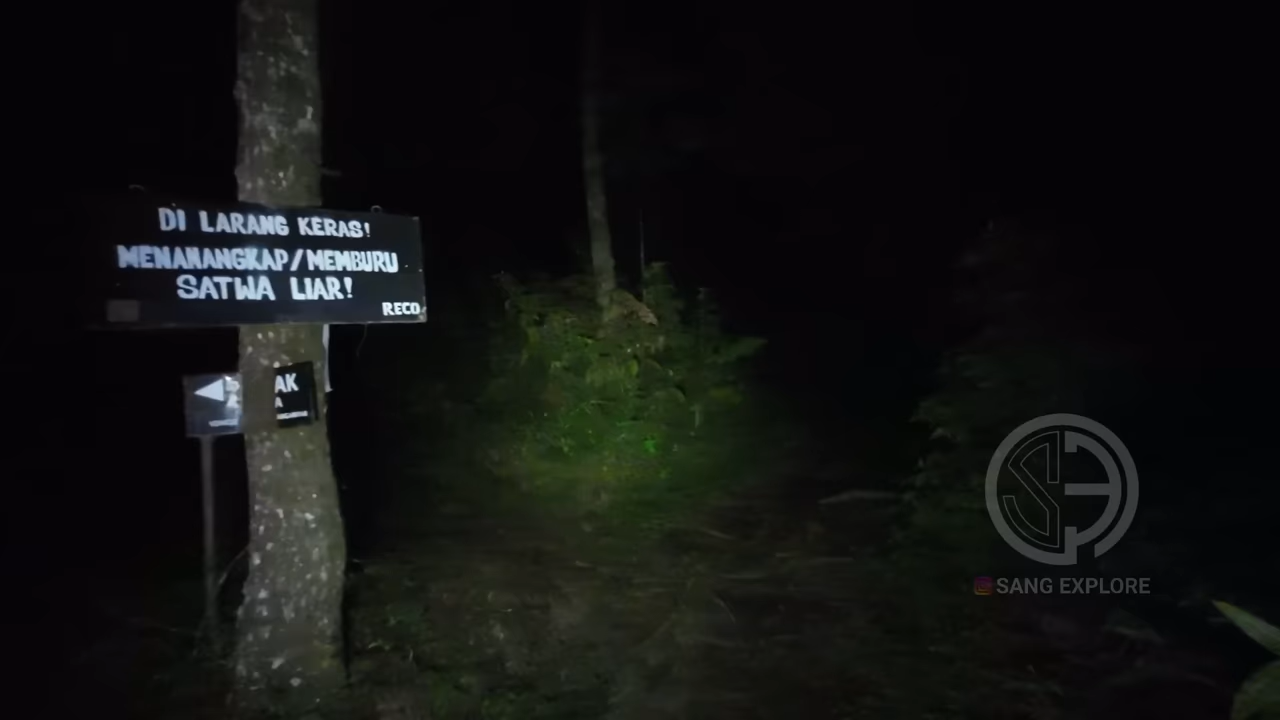 DI LARANG KERAS!
MENANANGKAP/MEMBURU
SATWA LIAR!
RECO
AK
A
SANG EXPLORE